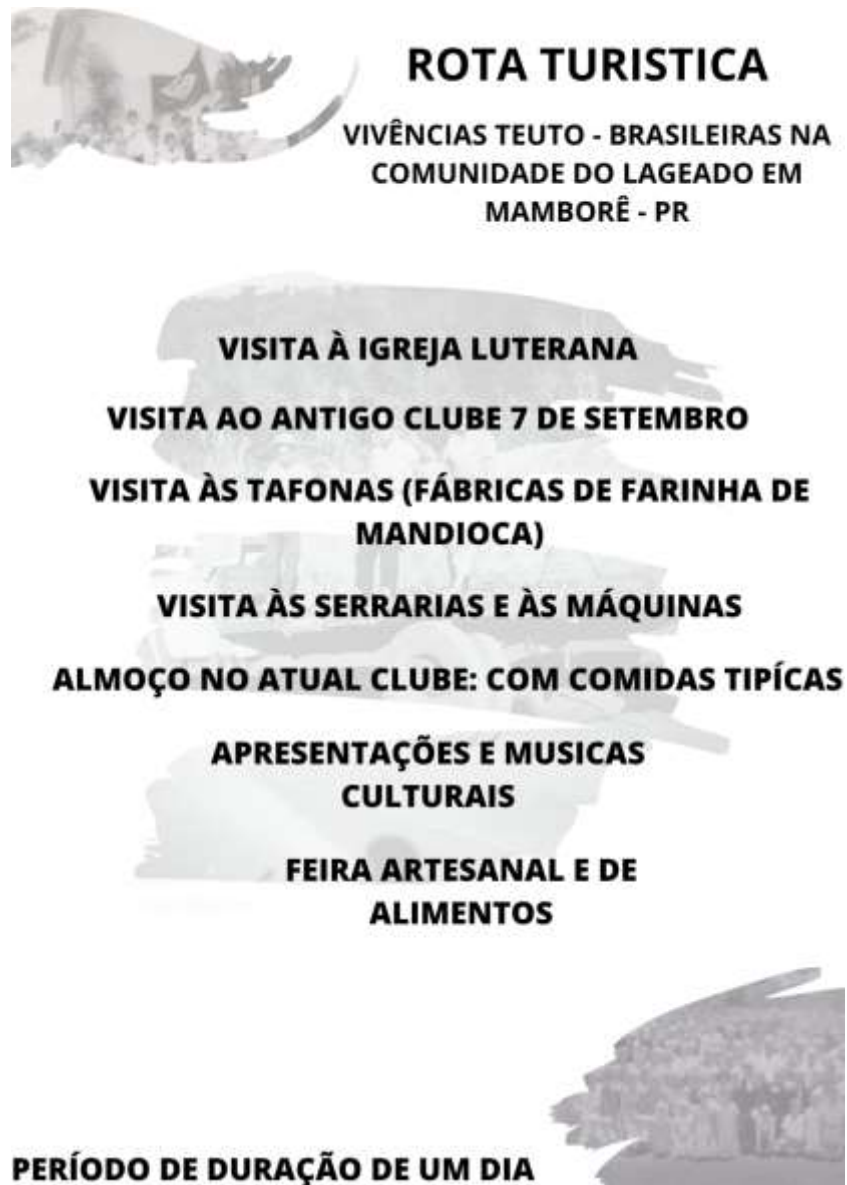 ROTA TURISTICA
VIVÊNCIAS TEUTO - BRASILEIRAS NA
COMUNIDADE DO LAGEADO EM
MAMBORÊ - PR
VISITA À IGREJA LUTERANA
VISITA AO ANTIGO CLUBE 7 DE SETEMBRO
VISITA ÀS TAFONAS (FÁBRICAS DE FARINHA DE
MANDIOCA)
VISITA ÀS SERRARIAS E ÀS MÁQUINAS
ALMOÇO NO ATUAL CLUBE: COM COMIDAS TIPÍCAS
APRESENTAÇÕES E MUSICAS
CULTURAIS
FEIRA ARTESANAL E DE
ALIMENTOS
PERÍODO DE DURAÇÃO DE UM DIA